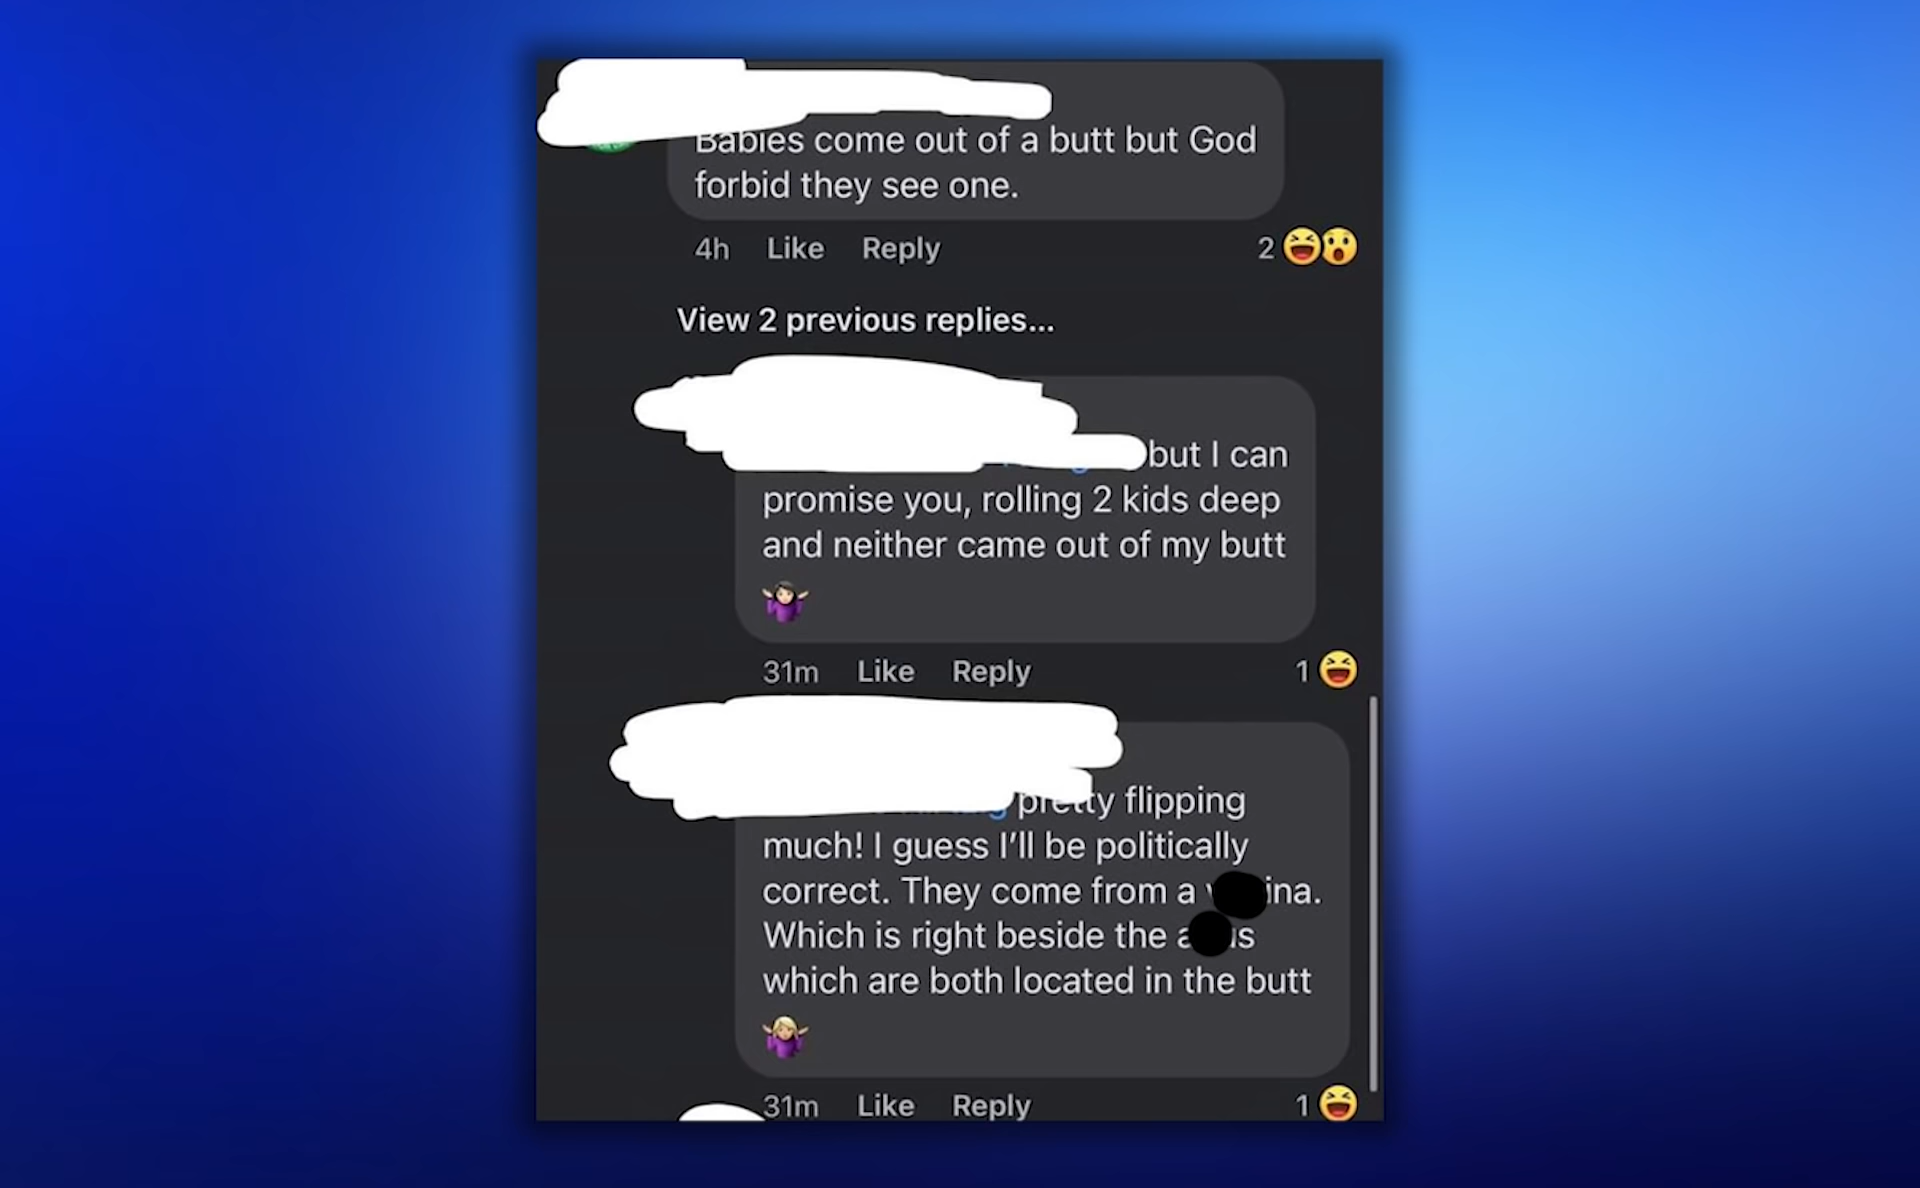 Babies come out of a butt but God
forbid they see one.
4h Like Reply 2
View 2 previous replies...
but I can
promise you, rolling 2 kids deep
and neither came out of my butt
31m Like Reply 1
pretty flipping
much! I guess I'll be politically
correct. They come from a v ina.
Which is right beside the a s
which are both located in the butt
31m Like Reply 1